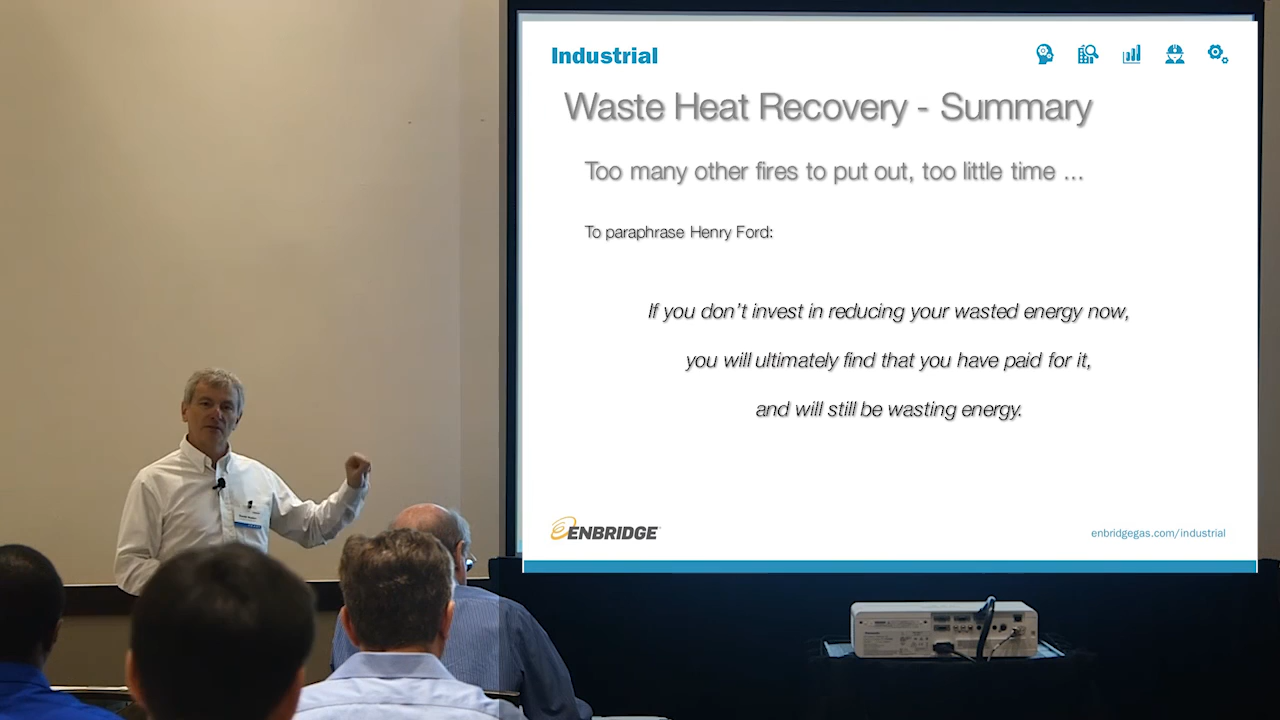 Industrial
Waste Heat Recovery - Summary
Too many other fires to put out, too little time ...
To paraphrase Henry Ford:
If you don't invest in reducing your wasted energy now,
you will ultimately find that you have paid for it,
and will still be wasting energy.
ENBRIDGE
enbridgegas.com/industrial